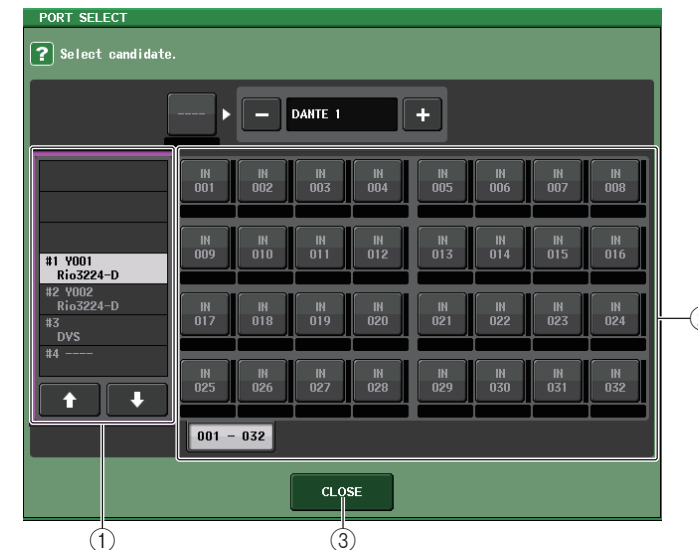 PORT SELECT
? Select candidate.
---- − DANTE 1 +
IN 001 IN 002 IN 003 IN 004 IN 005 IN 006 IN 007 IN 008
IN 009 IN 010 IN 011 IN 012 IN 013 IN 014 IN 015 IN 016
#1 Y001
Rio3224-D
#2 Y002
Rio3224-D
#3
DVS
#4 ----
IN 017 IN 018 IN 019 IN 020 IN 021 IN 022 IN 023 IN 024
IN 025 IN 026 IN 027 IN 028 IN 029 IN 030 IN 031 IN 032
001 - 032
CLOSE
① ③